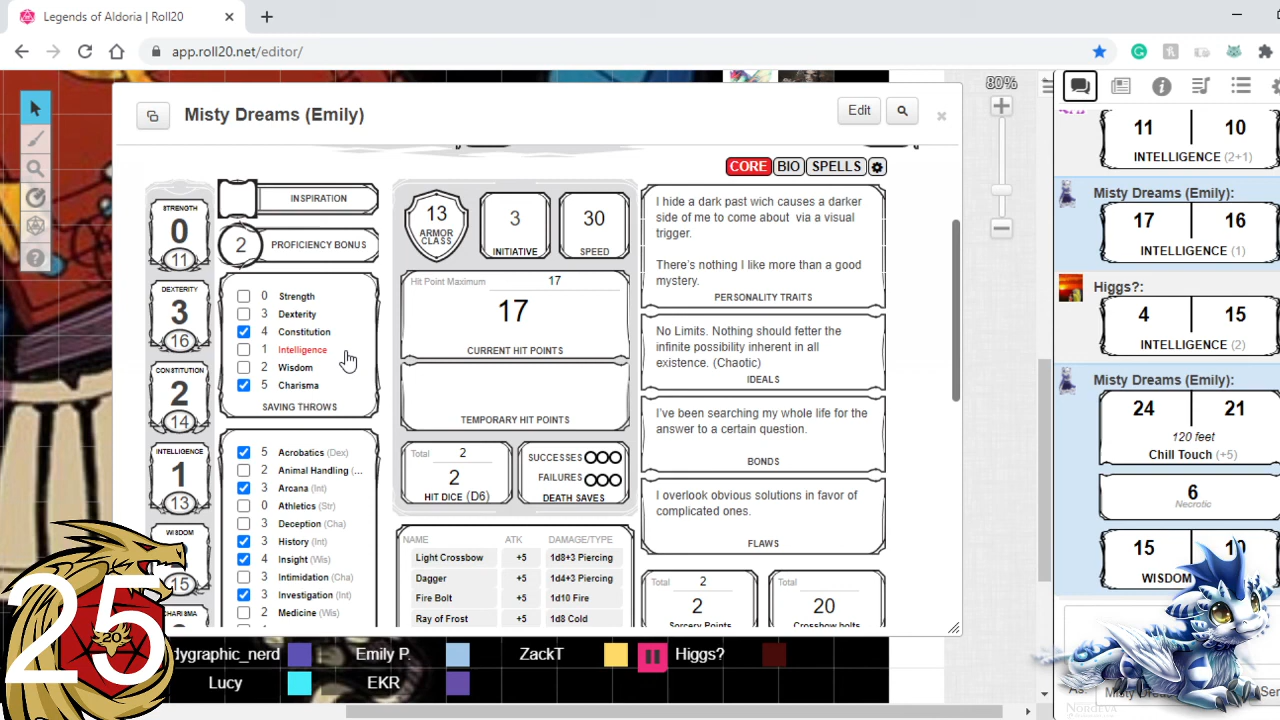 Legends of Aldoria | Roll20
app.roll20.net/editor/
Misty Dreams (Emily)
Edit
80%
CORE
BIO
SPELLS
STRENGTH
0
11
DEXTERITY
3
16
CONSTITUTION
2
14
INTELLIGENCE
1
13
WISDOM
15
INSPIRATION
2
PROFICIENCY BONUS
0 Strength
3 Dexterity
4 Constitution
1 Intelligence
2 Wisdom
5 Charisma
SAVING THROWS
5 Acrobatics (Dex)
2 Animal Handling (...
3 Arcana (Int)
0 Athletics (Str)
3 Deception (Cha)
3 History (Int)
4 Insight (Wis)
3 Intimidation (Cha)
3 Investigation (Int)
2 Medicine (Wis)
13
ARMOR
CLASS
3
INITIATIVE
30
SPEED
Hit Point Maximum 17
17
CURRENT HIT POINTS
TEMPORARY HIT POINTS
Total 2
2
HIT DICE (D6)
SUCCESSES
FAILURES
DEATH SAVES
NAME ATK DAMAGE/TYPE
Light Crossbow +5 1d8+3 Piercing
Dagger +5 1d4+3 Piercing
Fire Bolt +5 1d10 Fire
Ray of Frost +5 1d8 Cold
I hide a dark past wich causes a darker
side of me to come about via a visual
trigger.
There's nothing I like more than a good
mystery.
PERSONALITY TRAITS
No Limits. Nothing should fetter the
infinite possibility inherent in all
existence. (Chaotic)
IDEALS
I've been searching my whole life for the
answer to a certain question.
BONDS
I overlook obvious solutions in favor of
complicated ones.
FLAWS
Total 2
2
Sorcery Points
Total
20
Crossbow bolts
11 10
INTELLIGENCE (2+1)
Misty Dreams (Emily):
17 16
INTELLIGENCE (1)
Higgs?:
4 15
INTELLIGENCE (2)
Misty Dreams (Emily):
24 21
120 feet
Chill Touch (+5)
6
Necrotic
15
WISDOM
As:
25
20
dygraphic_nerd
Emily P.
ZackT
Higgs?
Lucy
EKR